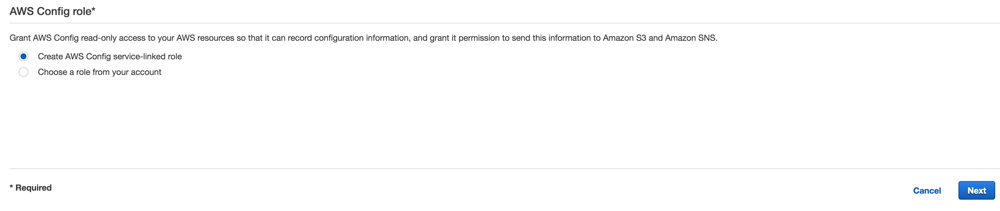 AWS Config role*
Grant AWS Config read-only access to your AWS resources so that it can record configuration information, and grant it permission to send this information to Amazon S3 and Amazon SNS.
Create AWS Config service-linked role
Choose a role from your account
* Required
Cancel
Next